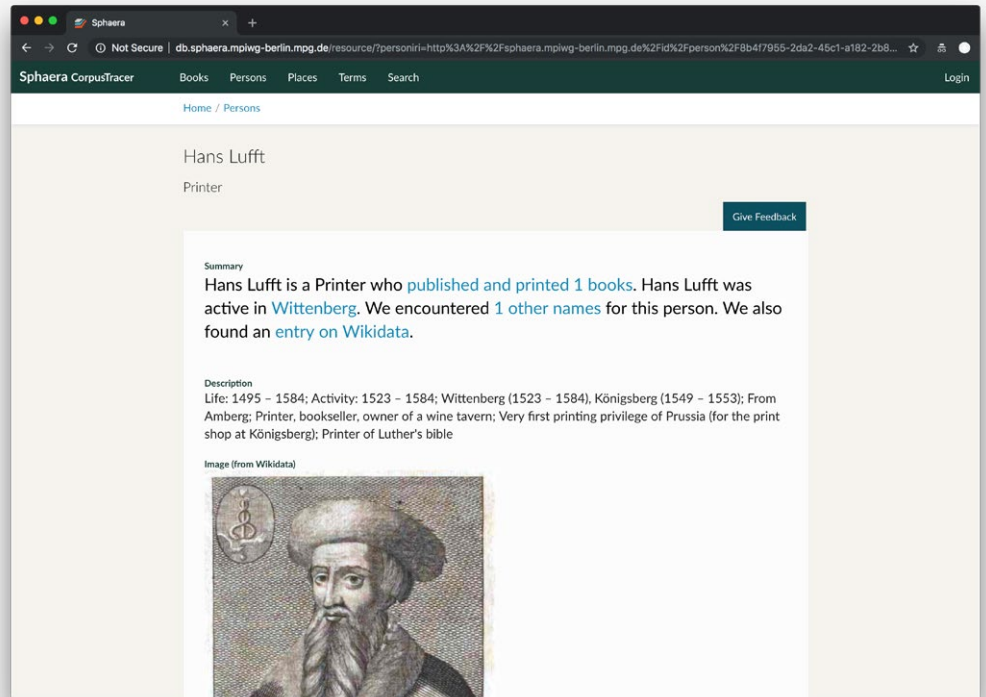 Sphaera
Not Secure | db.sphaera.mpiwg-berlin.mpg.de/resource/?personiri=http%3A%2F%2Fsphaera.mpiwg-berlin.mpg.de%2Fid%2Fperson%2F8b4f7955-2da2-45c1-a182-2b8...
Sphaera CorpusTracer Books Persons Places Terms Search Login
Home / Persons
Hans Lufft
Printer
Give Feedback
Summary
Hans Lufft is a Printer who published and printed 1 books. Hans Lufft was
active in Wittenberg. We encountered 1 other names for this person. We also
found an entry on Wikidata.
Description
Life: 1495 – 1584; Activity: 1523 – 1584; Wittenberg (1523 – 1584), Königsberg (1549 – 1553); From
Amberg; Printer, bookseller, owner of a wine tavern; Very first printing privilege of Prussia (for the print
shop at Königsberg); Printer of Luther's bible
Image (from Wikidata)